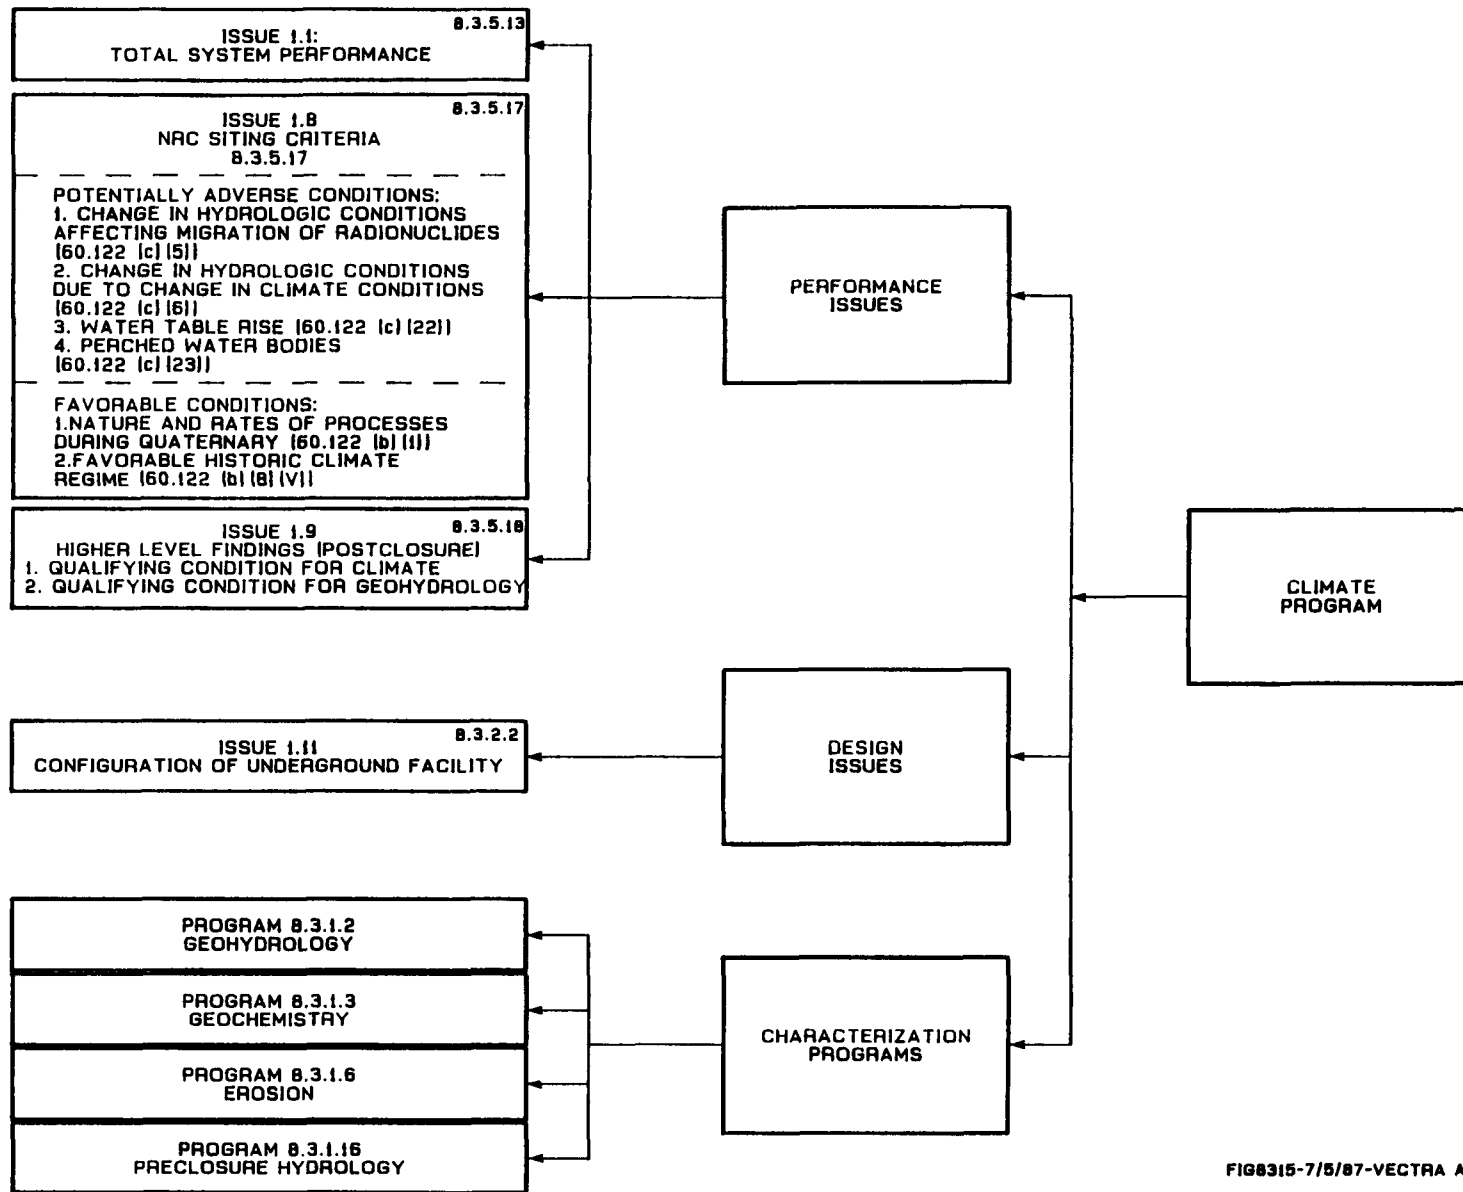 8.3.5.13
ISSUE 1.1:
TOTAL SYSTEM PERFORMANCE
8.3.5.17
ISSUE 1.8
NRC SITING CRITERIA
8.3.5.17
POTENTIALLY ADVERSE CONDITIONS:
1. CHANGE IN HYDROLOGIC CONDITIONS
AFFECTING MIGRATION OF RADIONUCLIDES
(60.122 (c) (5))
2. CHANGE IN HYDROLOGIC CONDITIONS
DUE TO CHANGE IN CLIMATE CONDITIONS
(60.122 (c) (6))
3. WATER TABLE RISE (60.122 (c) (22))
4. PERCHED WATER BODIES
(60.122 (c) (23))
FAVORABLE CONDITIONS:
1.NATURE AND RATES OF PROCESSES
DURING QUATERNARY (60.122 (b) (1))
2.FAVORABLE HISTORIC CLIMATE
REGIME (60.122 (b) (8) (V))
8.3.5.18
ISSUE 1.9
HIGHER LEVEL FINDINGS (POSTCLOSURE)
1. QUALIFYING CONDITION FOR CLIMATE
2. QUALIFYING CONDITION FOR GEOHYDROLOGY
8.3.2.2
ISSUE 1.11
CONFIGURATION OF UNDERGROUND FACILITY
PROGRAM 8.3.1.2
GEOHYDROLOGY
PROGRAM 8.3.1.3
GEOCHEMISTRY
PROGRAM 8.3.1.6
EROSION
PROGRAM 8.3.1.16
PRECLOSURE HYDROLOGY
PERFORMANCE
ISSUES
DESIGN
ISSUES
CHARACTERIZATION
PROGRAMS
CLIMATE
PROGRAM
FIG8315-7/5/87-VECTRA A